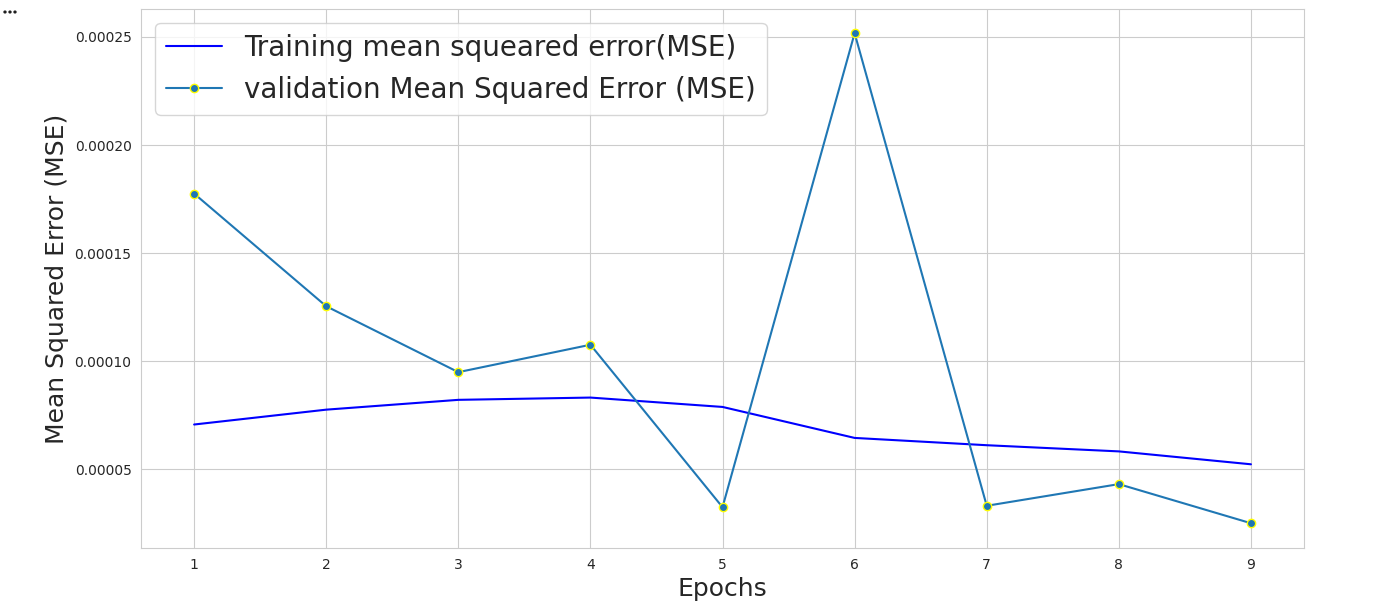 ...
Training mean squeared error(MSE)
validation Mean Squared Error (MSE)
Mean Squared Error (MSE)
0.00025
0.00020
0.00015
0.00010
0.00005
1 2 3 4 5 6 7 8 9
Epochs